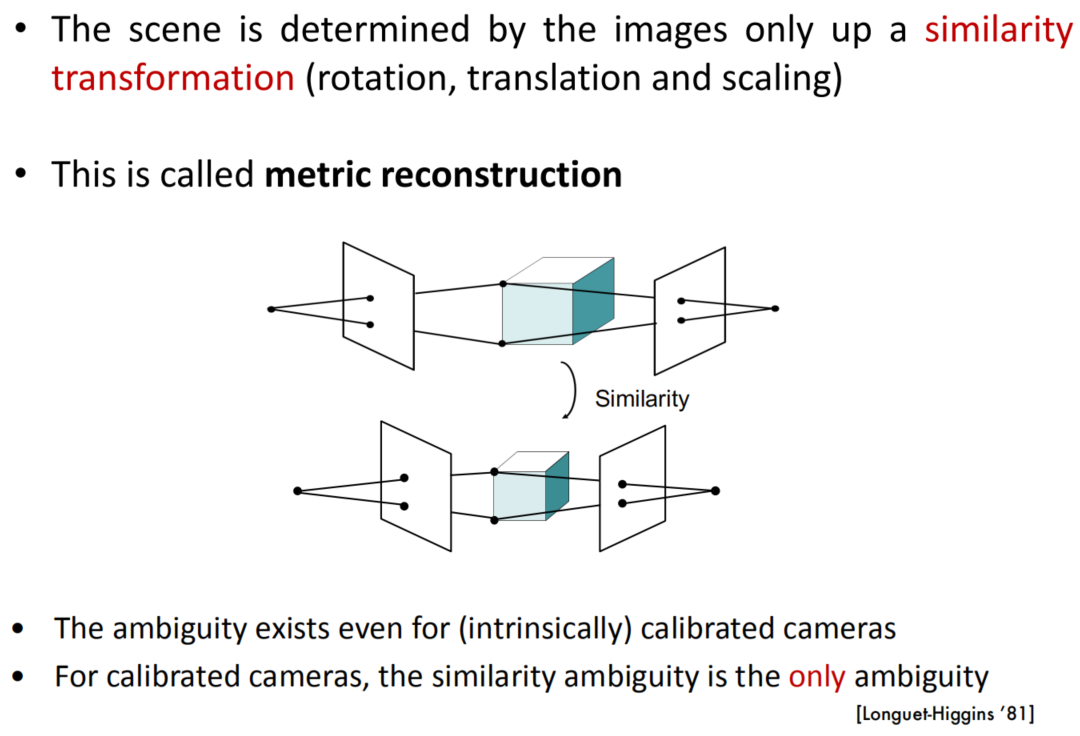 • The scene is determined by the images only up a similarity
transformation (rotation, translation and scaling)
• This is called metric reconstruction
Similarity
• The ambiguity exists even for (intrinsically) calibrated cameras
• For calibrated cameras, the similarity ambiguity is the only ambiguity
[Longuet-Higgins ’81]